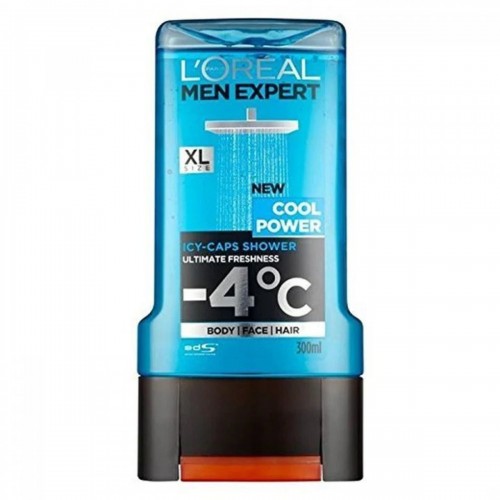 L'ORÉAL
MEN EXPERT
XL
SIZE
NEW
COOL
POWER
ICY-CAPS SHOWER
ULTIMATE FRESHNESS
-4°C
BODY | FACE | HAIR
300ml